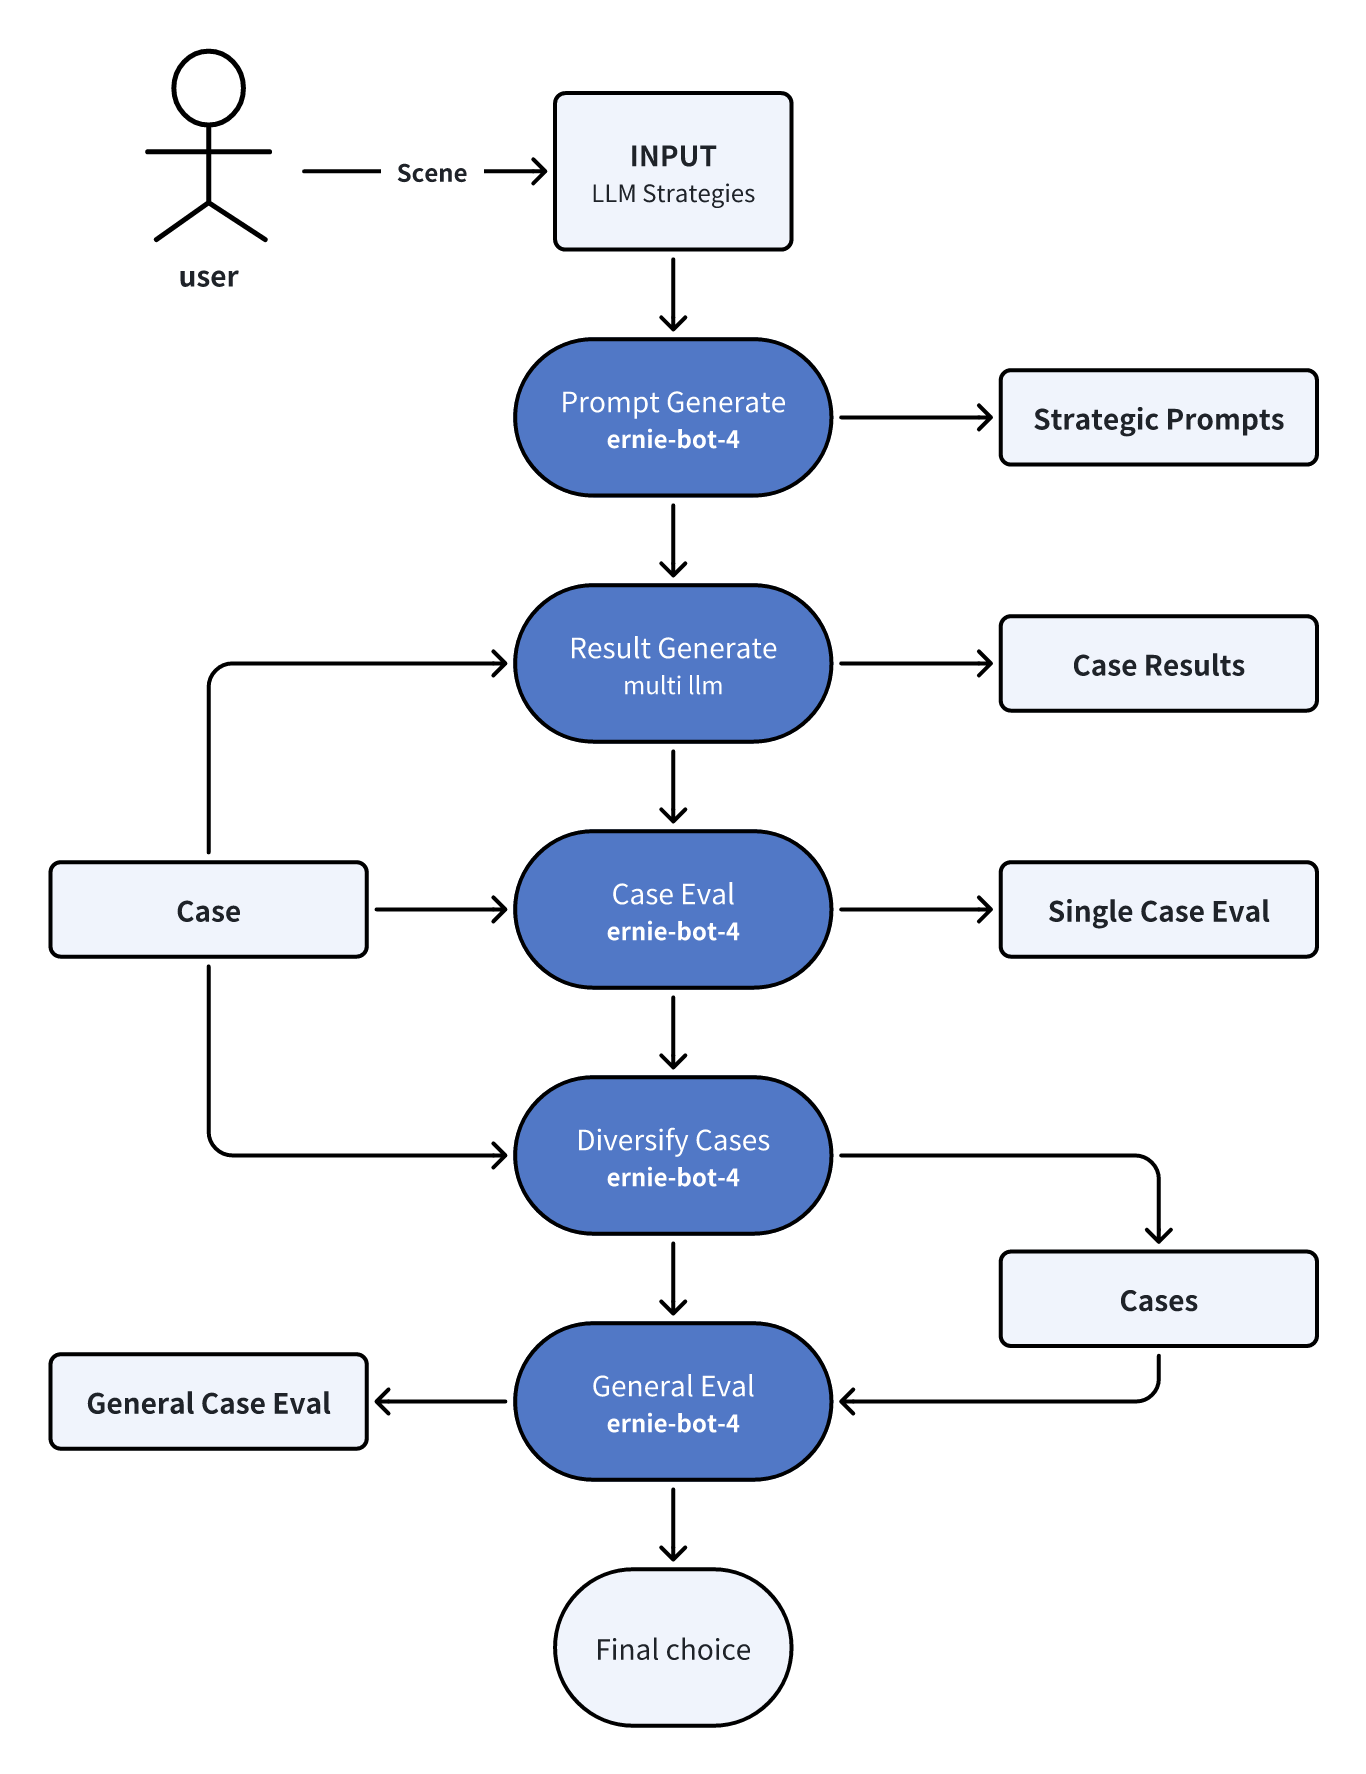 Scene
INPUT
LLM Strategies
user
Prompt Generate
ernie-bot-4
Strategic Prompts
Result Generate
multi llm
Case Results
Case
Case Eval
ernie-bot-4
Single Case Eval
Diversify Cases
ernie-bot-4
Cases
General Case Eval
General Eval
ernie-bot-4
Final choice